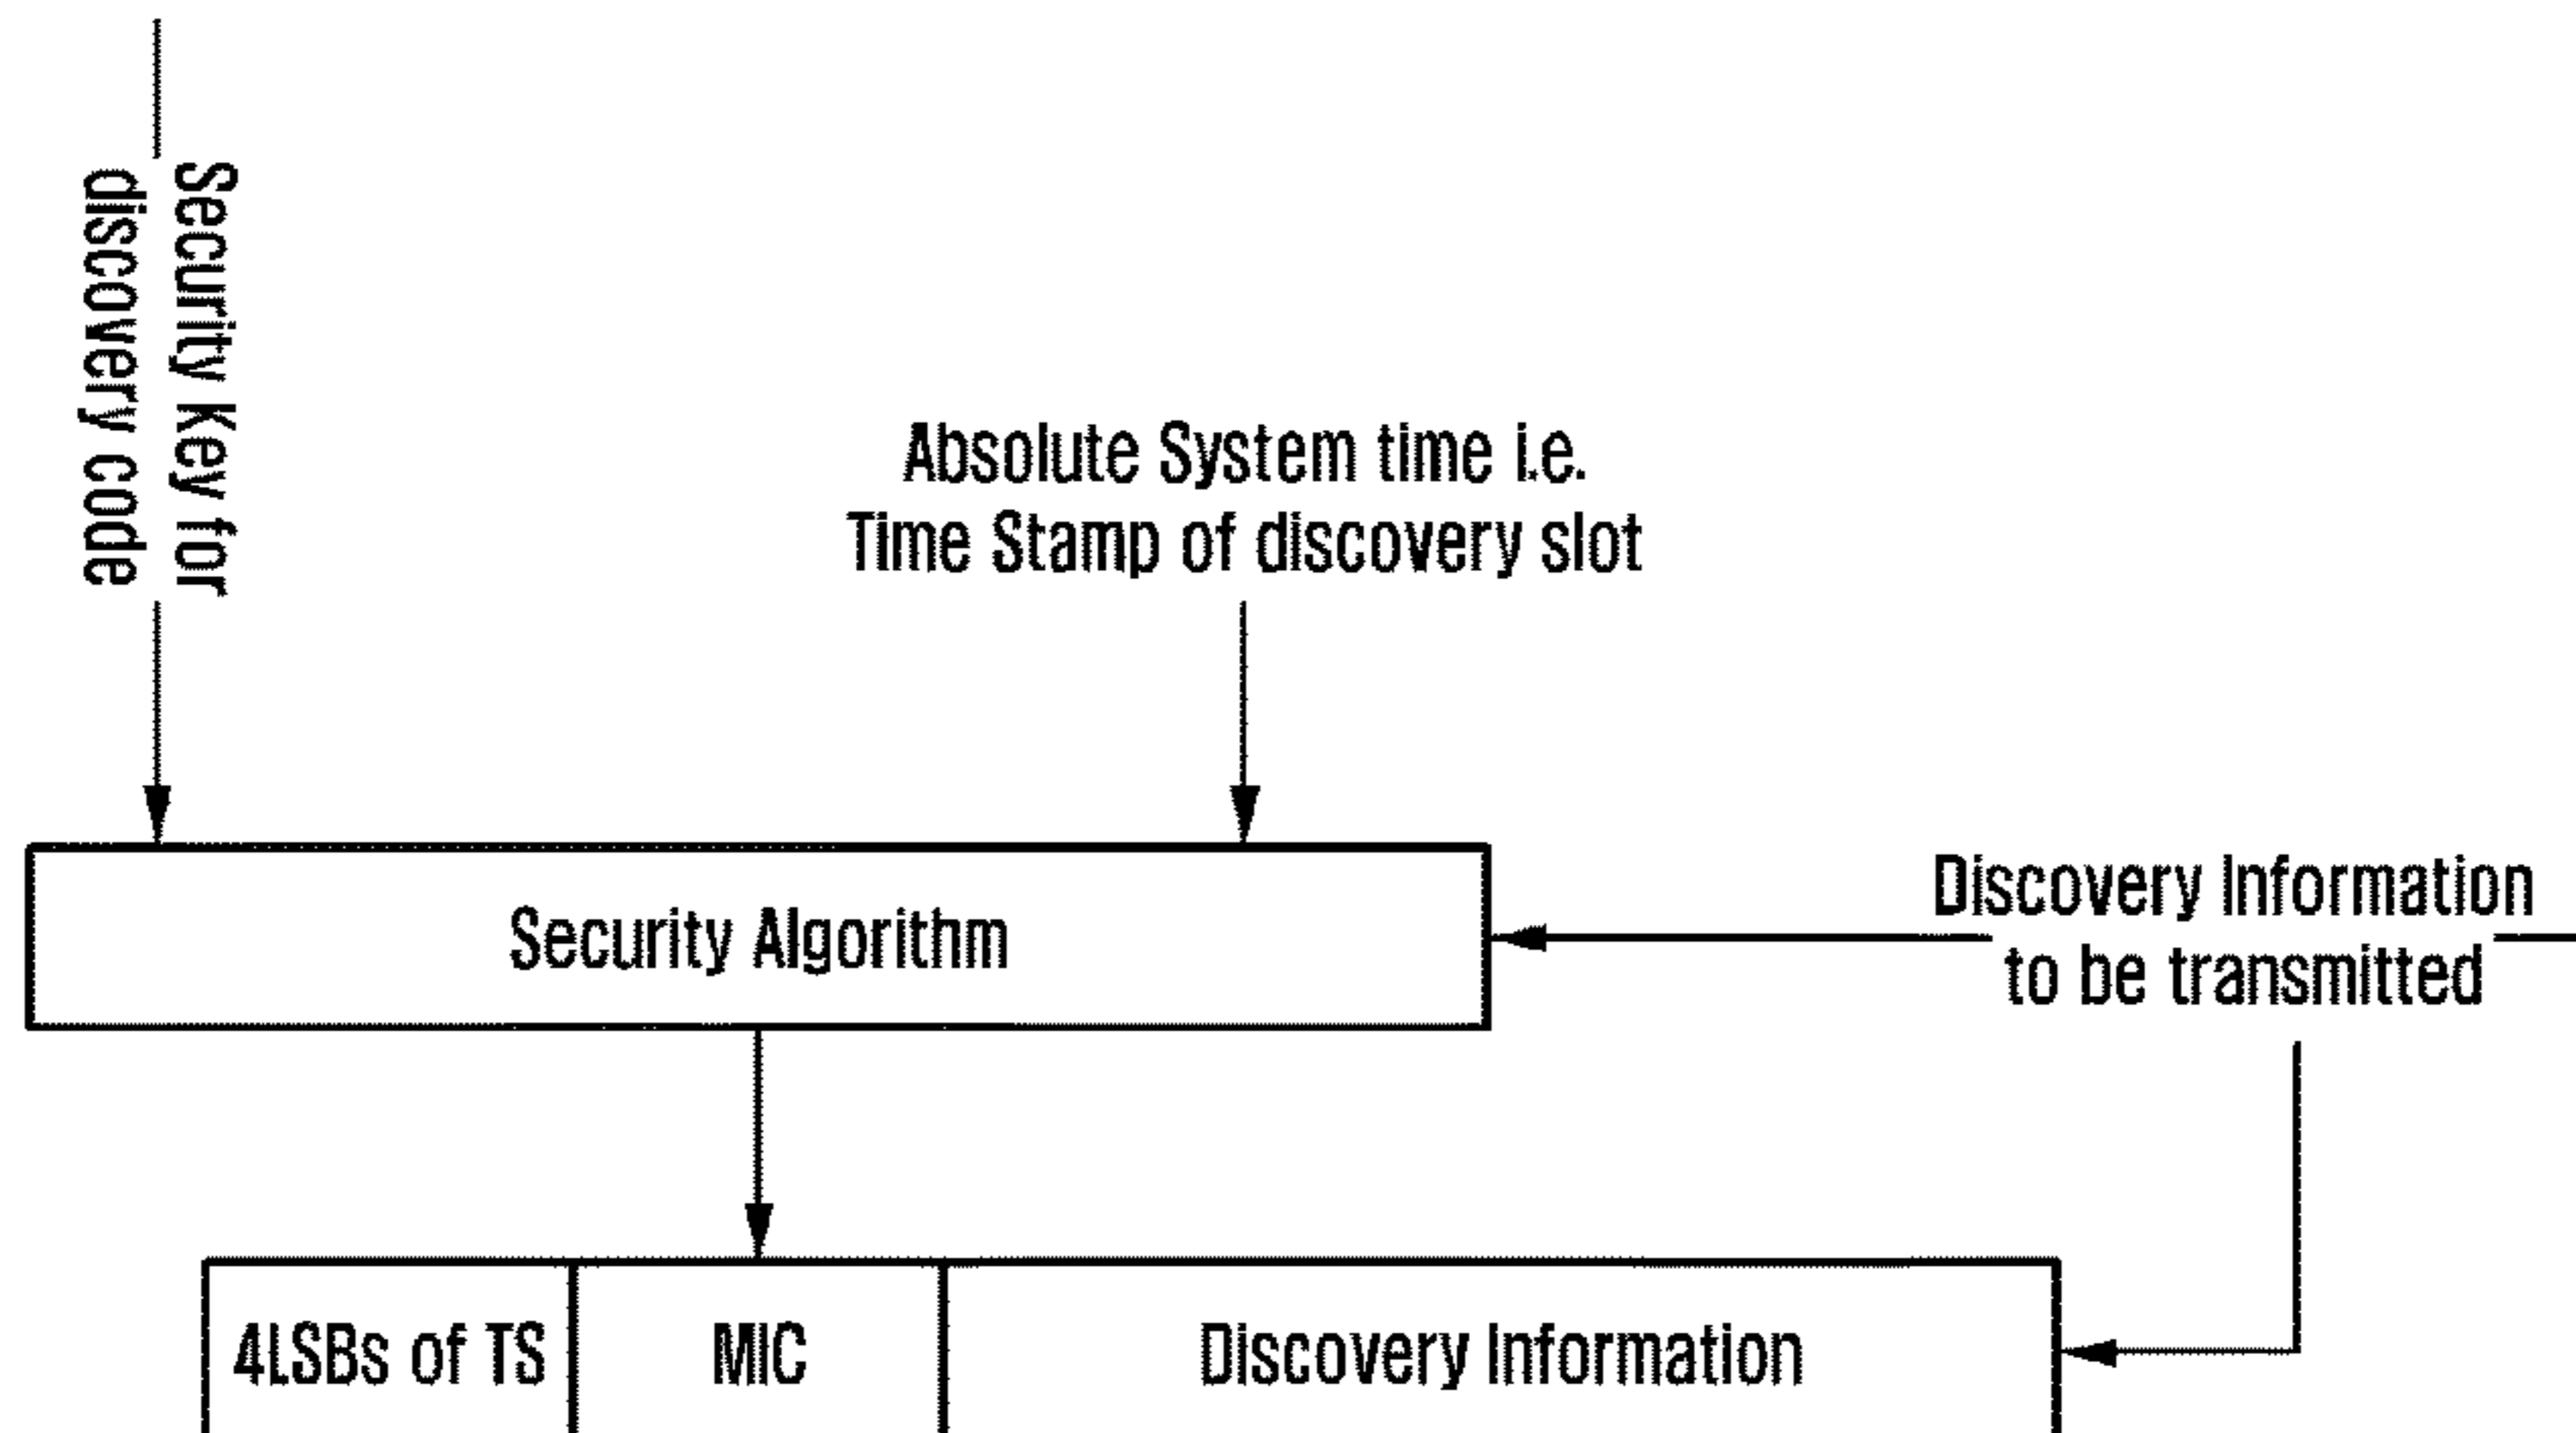 Security Key for
discovery code
Absolute System time i.e.
Time Stamp of discovery slot
Security Algorithm
Discovery Information
to be transmitted
4LSBs of TS
MIC
Discovery Information